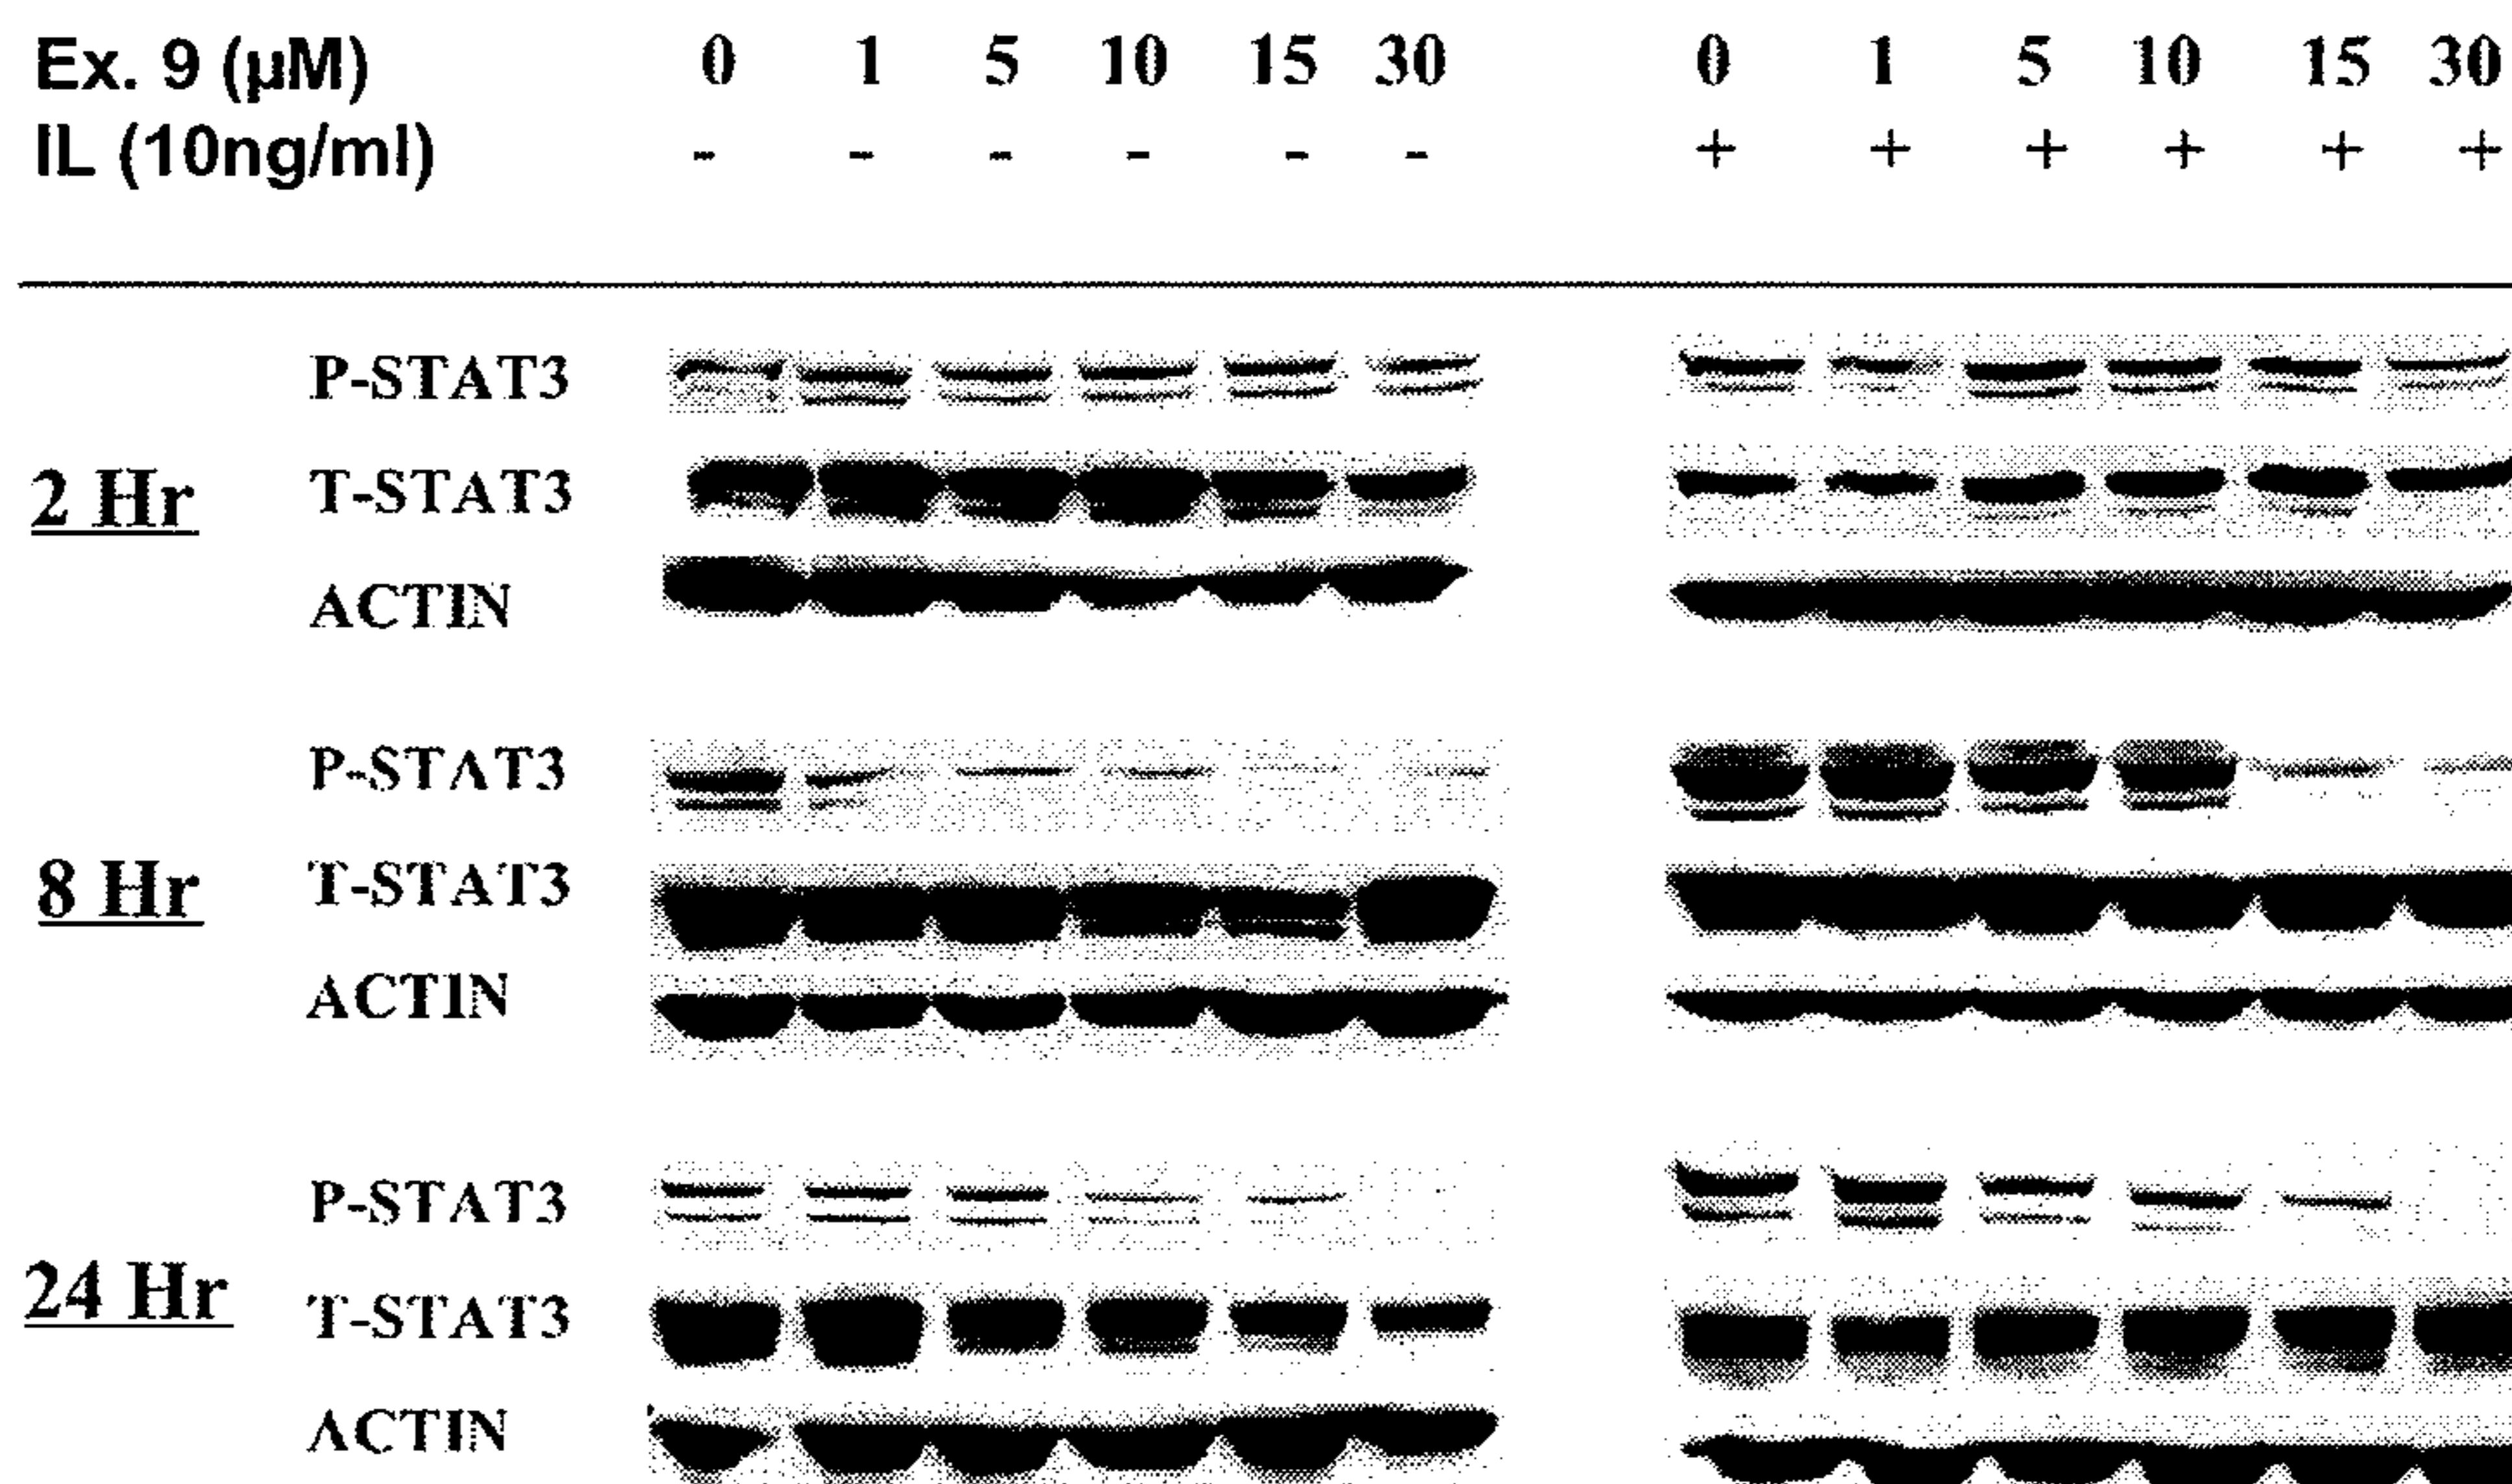 Ex. 9 (µM) 0 1 5 10 15 30 0 1 5 10 15 30
IL (10ng/ml) - - - - - - + + + + + +
P-STAT3
2 Hr T-STAT3
ACTIN
P-STAT3
8 Hr T-STAT3
ACTIN
P-STAT3
24 Hr T-STAT3
ACTIN